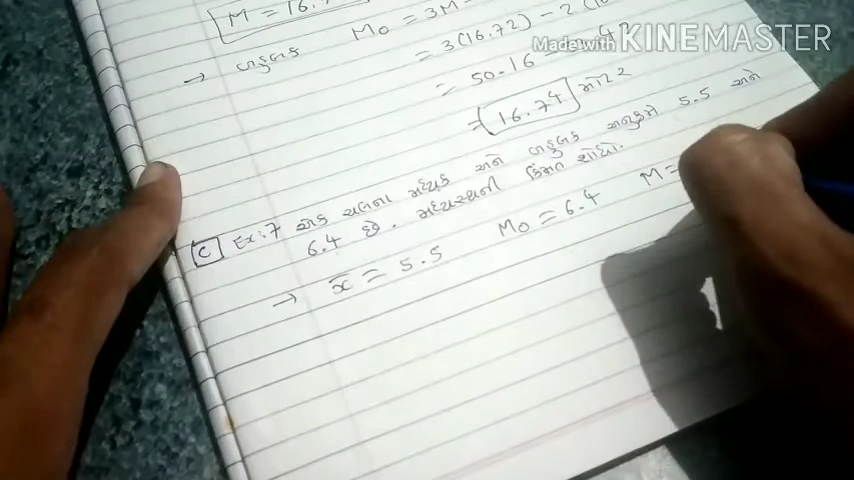 M = 16.7
→ બહુલક Mo = 3M -
= 3(16.72) - 2
= 50.16 -
= 16.74 મીટર
C Ex:7 એક ચલના મધ્યક અને બહુલક અનુક્રમે 5.5 અને
6.4 છે. મધ્યસ્થની કિંમત શોધો.
→ x̄ = 5.5 Mo = 6.4 M =
Made with KINEMASTER